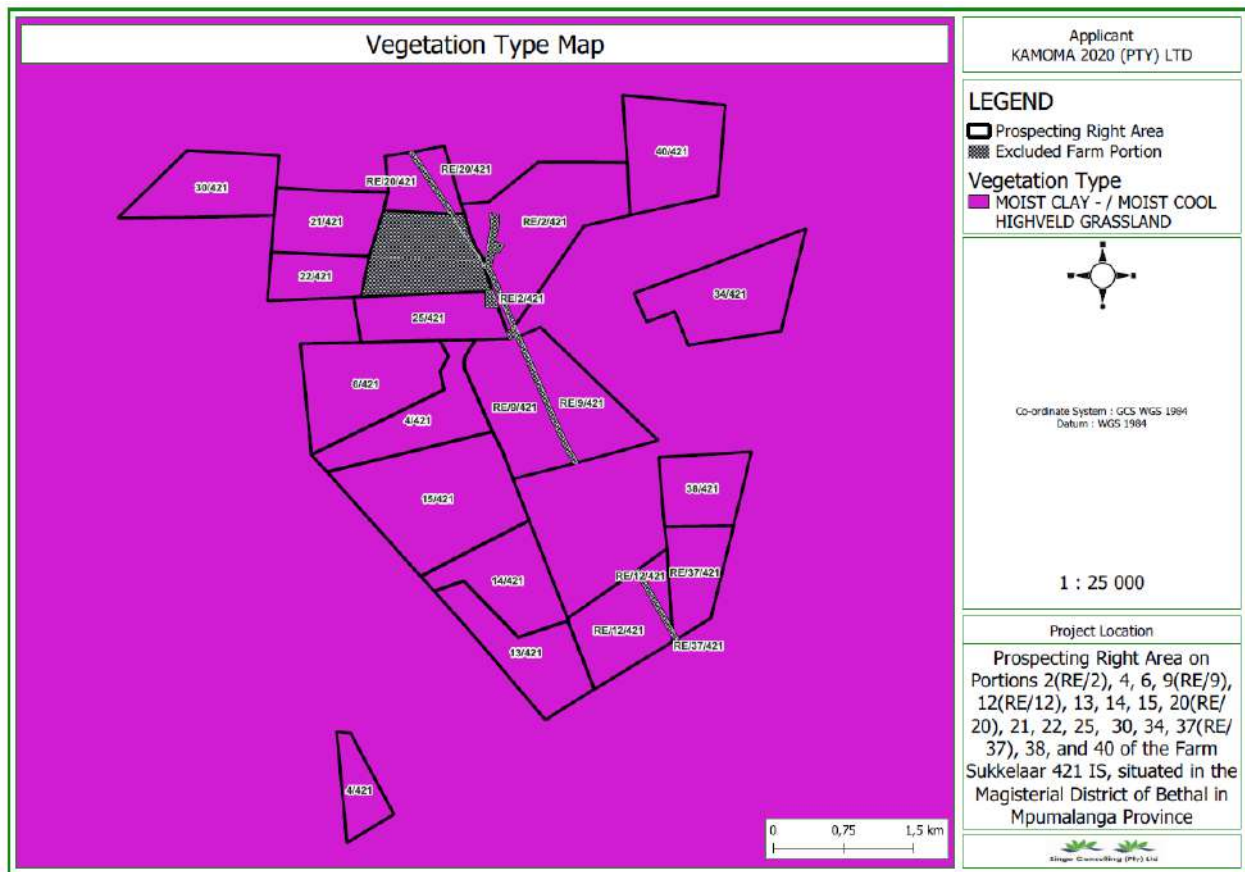 Vegetation Type Map
Applicant
KAMOMA 2020 (PTY) LTD
LEGEND
Prospecting Right Area
Excluded Farm Portion
Vegetation Type
MOIST CLAY - / MOIST COOL
HIGHVELD GRASSLAND
Co-ordinate System : GCS WGS 1984
Datum : WGS 1984
1 : 25 000
Project Location
Prospecting Right Area on
Portions 2(RE/2), 4, 6, 9(RE/9),
12(RE/12), 13, 14, 15, 20(RE/
20), 21, 22, 25, 30, 34, 37(RE/
37), 38, and 40 of the Farm
Sukkelaar 421 IS, situated in the
Magisterial District of Bethal in
Mpumalanga Province
Singo Consulting (Pty) Ltd
40/421
RE/20/421
RE/20/421
30/421
21/421
RE/2/421
22/421
34/421
RE/2/421
25/421
6/421
RE/9/421
RE/9/421
4/421
38/421
15/421
RE/12/421
RE/37/421
14/421
RE/12/421
RE/37/421
13/421
4/421
0 0,75 1,5 km